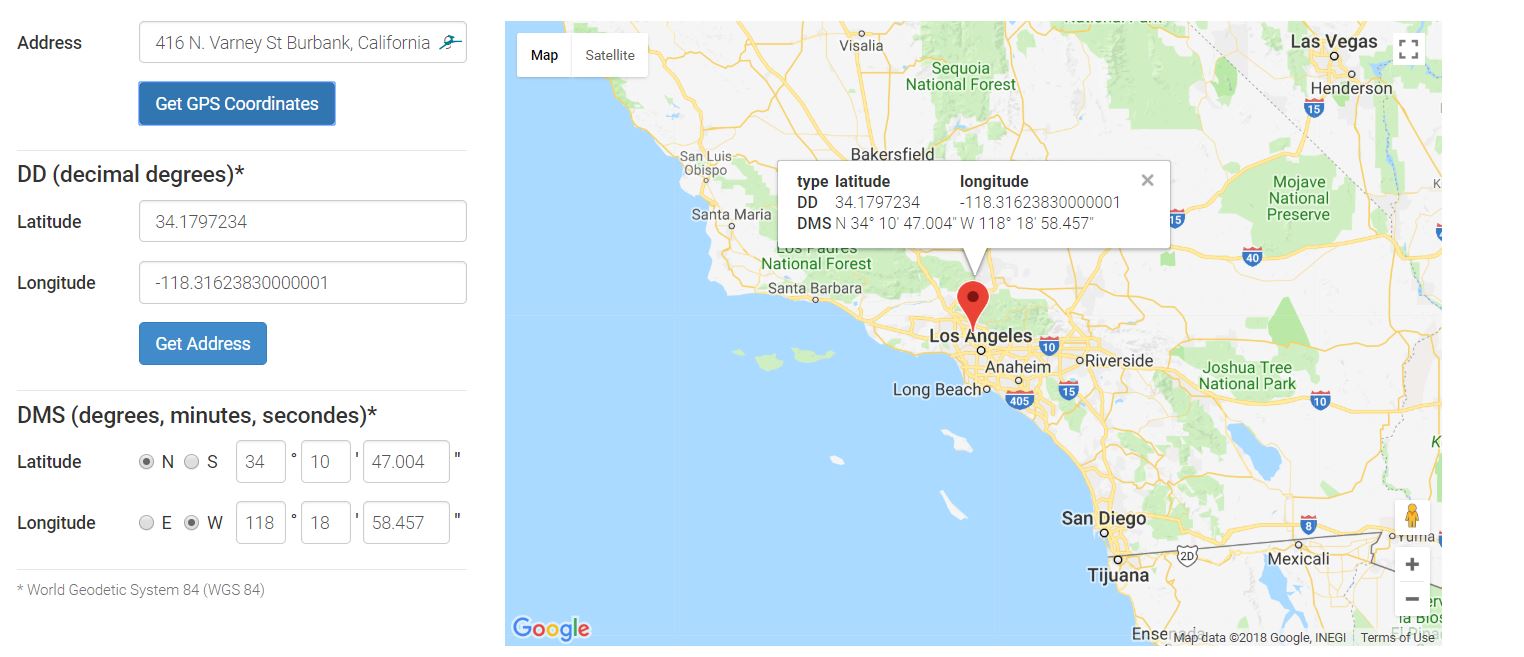 Address
416 N. Varney St Burbank, California
Get GPS Coordinates
DD (decimal degrees)*
Latitude
34.1797234
Longitude
-118.31623830000001
Get Address
DMS (degrees, minutes, secondes)*
Latitude
N S 34 ° 10 ' 47.004 "
Longitude
E W 118 ° 18 ' 58.457 "
* World Geodetic System 84 (WGS 84)
Map Satellite
National Park
Visalia
Las Vegas
Sequoia
National Forest
Henderson
15
Bakersfield
San Luis
Obispo
type latitude longitude
DD 34.1797234 -118.31623830000001
DMS N 34° 10' 47.004" W 118° 18' 58.457"
Mojave
National
Preserve
K
Santa Maria
15
40
Los Padres
National Forest
Santa Barbara
Los Angeles
10
Riverside
Anaheim
Long Beach
15
405
Joshua Tree
National Park
10
K
San Diego
8
Yuma
2D
Mexicali
Tijuana
+
−
Google
Map data ©2018 Google, INEGI
Terms of Use